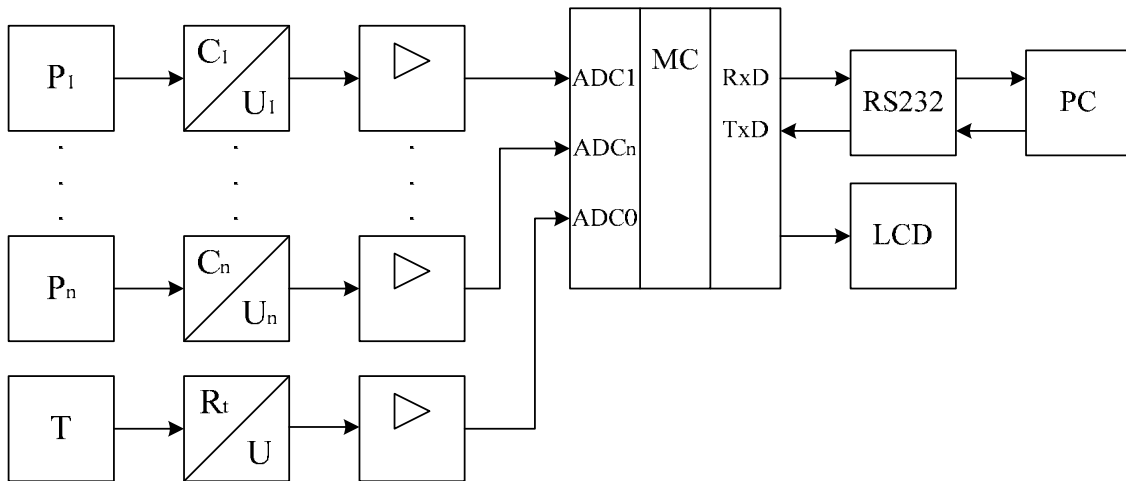 P1
C1
U1
ADC1
MC
RxD
RS232
PC
TxD
ADCn
ADC0
LCD
Pn
Cn
Un
T
Rt
U